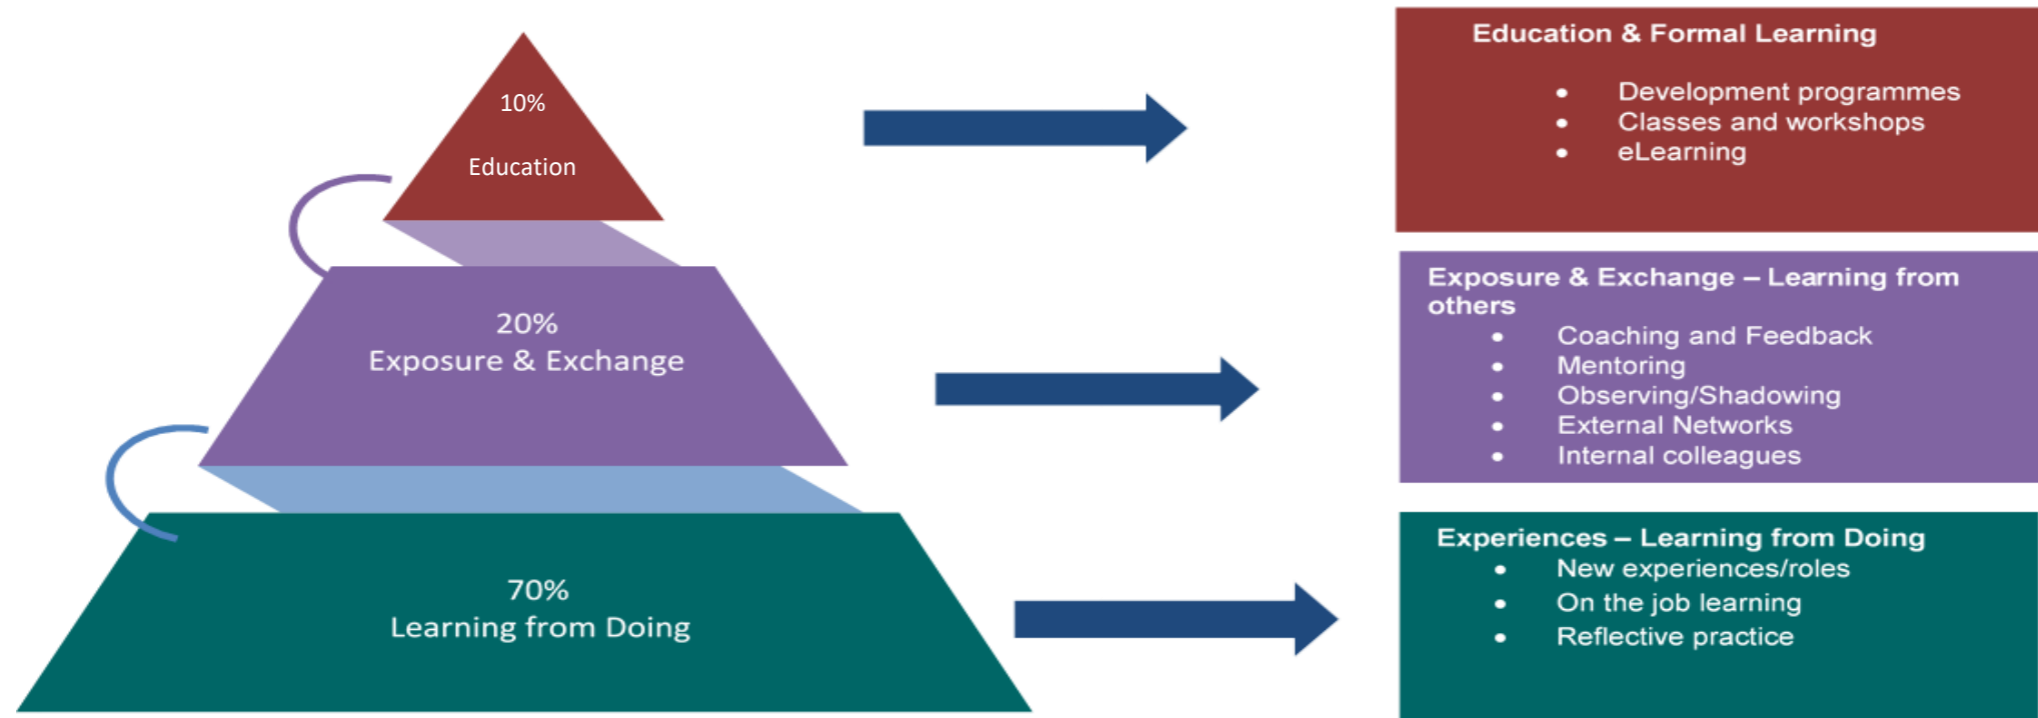 10%
Education
20%
Exposure & Exchange
70%
Learning from Doing
Education & Formal Learning
• Development programmes
• Classes and workshops
• eLearning
Exposure & Exchange – Learning from
others
• Coaching and Feedback
• Mentoring
• Observing/Shadowing
• External Networks
• Internal colleagues
Experiences – Learning from Doing
• New experiences/roles
• On the job learning
• Reflective practice